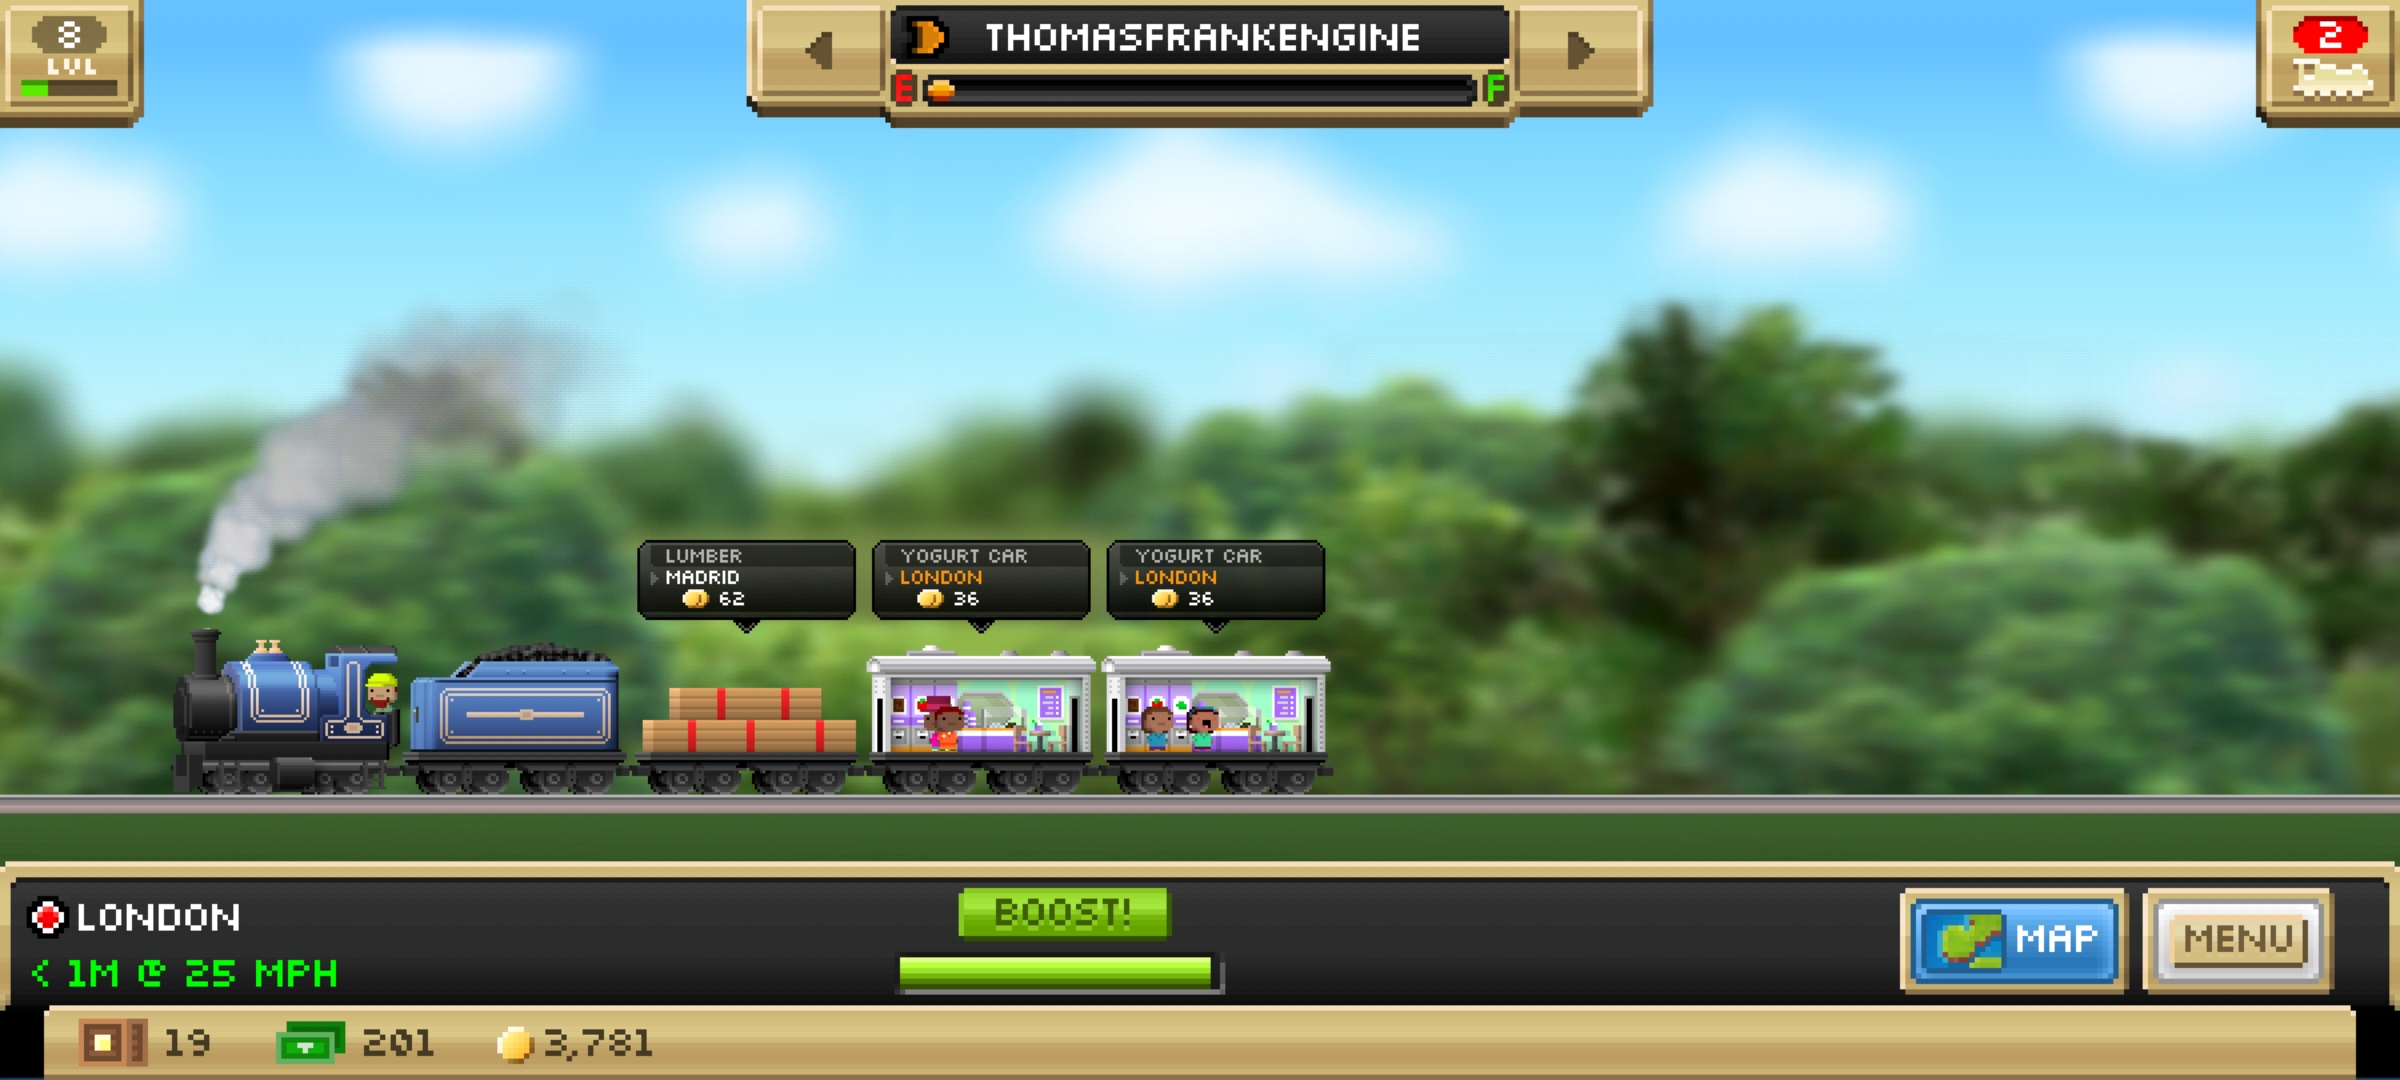 8
LVL
THOMASFRANKENGINE
E F
2
LUMBER
MADRID
62
YOGURT CAR
LONDON
36
YOGURT CAR
LONDON
36
LONDON
< 1M @ 25 MPH
BOOST!
MAP
MENU
19 201 3,781